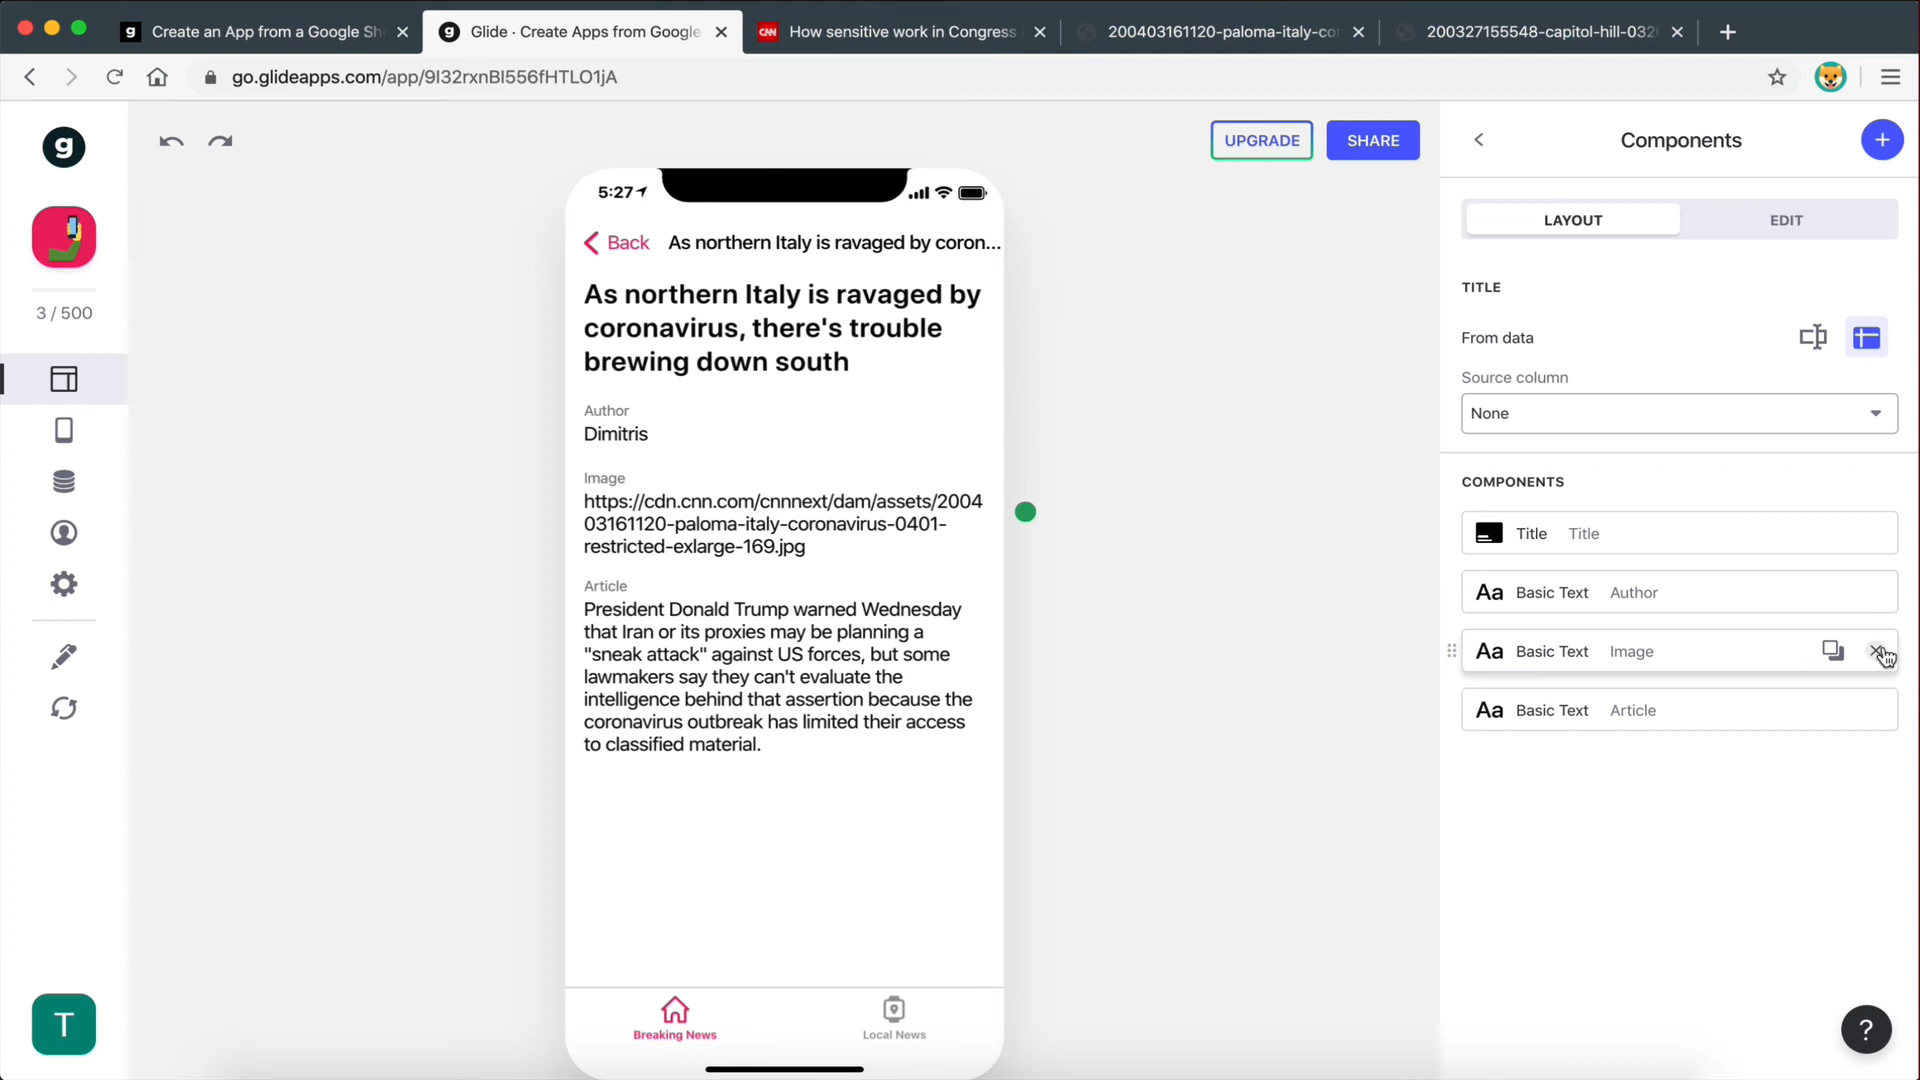 g Create an App from a Google Sh
g Glide · Create Apps from Google
CNN How sensitive work in Congress
200403161120-paloma-italy-cor
200327155548-capitol-hill-032
go.glideapps.com/app/9I32rxnBI556fHTLO1jA
g
3 / 500
T
UPGRADE
SHARE
5:27
Back
As northern Italy is ravaged by coron...
As northern Italy is ravaged by
coronavirus, there's trouble
brewing down south
Author
Dimitris
Image
https://cdn.cnn.com/cnnnext/dam/assets/2004
03161120-paloma-italy-coronavirus-0401-
restricted-exlarge-169.jpg
Article
President Donald Trump warned Wednesday
that Iran or its proxies may be planning a
"sneak attack" against US forces, but some
lawmakers say they can't evaluate the
intelligence behind that assertion because the
coronavirus outbreak has limited their access
to classified material.
Breaking News
Local News
Components
LAYOUT
EDIT
TITLE
From data
Source column
None
COMPONENTS
Title Title
Aa Basic Text Author
Aa Basic Text Image
Aa Basic Text Article
?